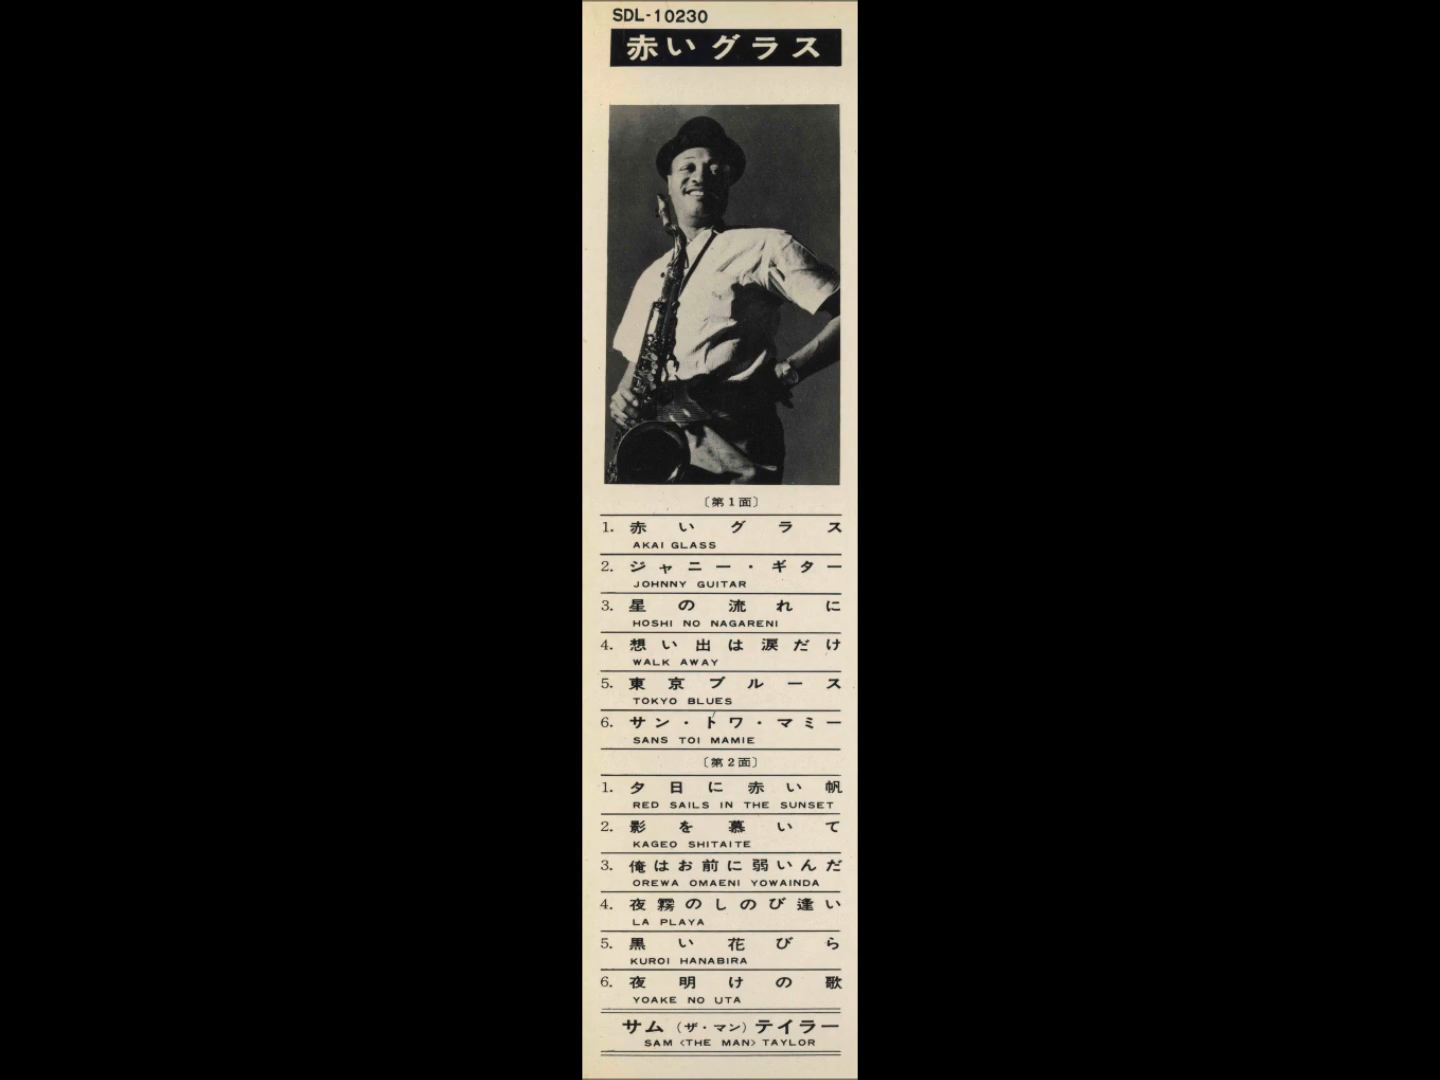 SDL-10230
赤いグラス
〔第1面〕
1. 赤いグラス
AKAI GLASS
2. ジャニー・ギター
JOHNNY GUITAR
3. 星の流れに
HOSHI NO NAGARENI
4. 想い出は涙だけ
WALK AWAY
5. 東京ブルース
TOKYO BLUES
6. サン・トワ・マミー
SANS TOI MAMIE
〔第2面〕
1. 夕日に赤い帆
RED SAILS IN THE SUNSET
2. 影を慕いて
KAGEO SHITAITE
3. 俺はお前に弱いんだ
OREWA OMAENI YOWAINDA
4. 夜霧のしのび逢い
LA PLAYA
5. 黒い花びら
KUROI HANABIRA
6. 夜明けの歌
YOAKE NO UTA
サム（ザ・マン）テイラー
SAM <THE MAN> TAYLOR